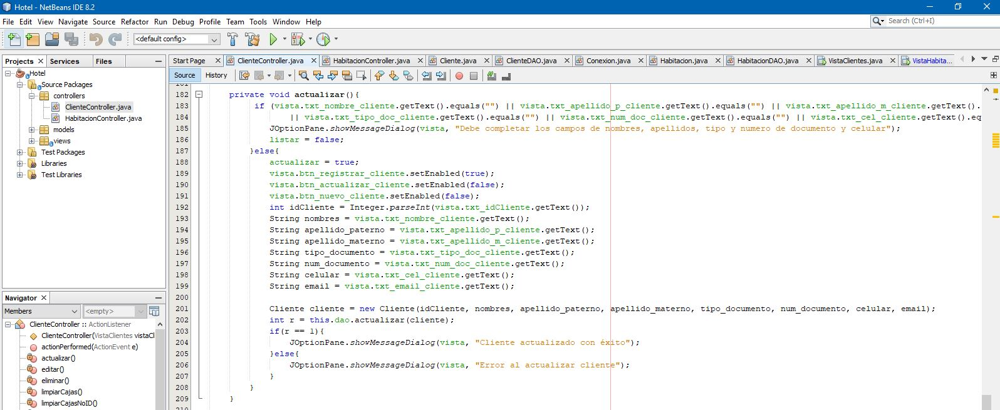 Hotel - NetBeans IDE 8.2
File Edit View Navigate Source Refactor Run Debug Profile Team Tools Window Help
Search (Ctrl+I)
<default config>
Projects Services Files
Start Page ClienteController.java HabitacionController.java Cliente.java ClienteDAO.java Conexion.java Habitacion.java HabitacionDAO.java VistaClientes.java VistaHabita...
Source History
Hotel
Source Packages
controllers
ClienteController.java
HabitacionController.java
models
views
Test Packages
Libraries
Test Libraries
Navigator
Members <empty>
ClienteController :: ActionListener
ClienteController(VistaClientes vistaCl
actionPerformed(ActionEvent e)
actualizar()
editar()
eliminar()
limpiarCajas()
limpiarCajasNoID()
181
182 private void actualizar(){
183 if (vista.txt_nombre_cliente.getText().equals("") || vista.txt_apellido_p_cliente.getText().equals("") || vista.txt_apellido_m_cliente.getText().
184 || vista.txt_tipo_doc_cliente.getText().equals("") || vista.txt_num_doc_cliente.getText().equals("") || vista.txt_cel_cliente.getText().eq
185 JOptionPane.showMessageDialog(vista, "Debe completar los campos de nombres, apellidos, tipo y numero de documento y celular");
186 listar = false;
187 }else{
188 actualizar = true;
189 vista.btn_registrar_cliente.setEnabled(true);
190 vista.btn_actualizar_cliente.setEnabled(false);
191 vista.btn_nuevo_cliente.setEnabled(false);
192 int idCliente = Integer.parseInt(vista.txt_idCliente.getText());
193 String nombres = vista.txt_nombre_cliente.getText();
194 String apellido_paterno = vista.txt_apellido_p_cliente.getText();
195 String apellido_materno = vista.txt_apellido_m_cliente.getText();
196 String tipo_documento = vista.txt_tipo_doc_cliente.getText();
197 String num_documento = vista.txt_num_doc_cliente.getText();
198 String celular = vista.txt_cel_cliente.getText();
199 String email = vista.txt_email_cliente.getText();
200
201 Cliente cliente = new Cliente(idCliente, nombres, apellido_paterno, apellido_materno, tipo_documento, num_documento, celular, email);
202 int r = this.dao.actualizar(cliente);
203 if(r == 1){
204 JOptionPane.showMessageDialog(vista, "Cliente actualizado con éxito");
205 }else{
206 JOptionPane.showMessageDialog(vista, "Error al actualizar cliente");
207 }
208 }
209 }
210